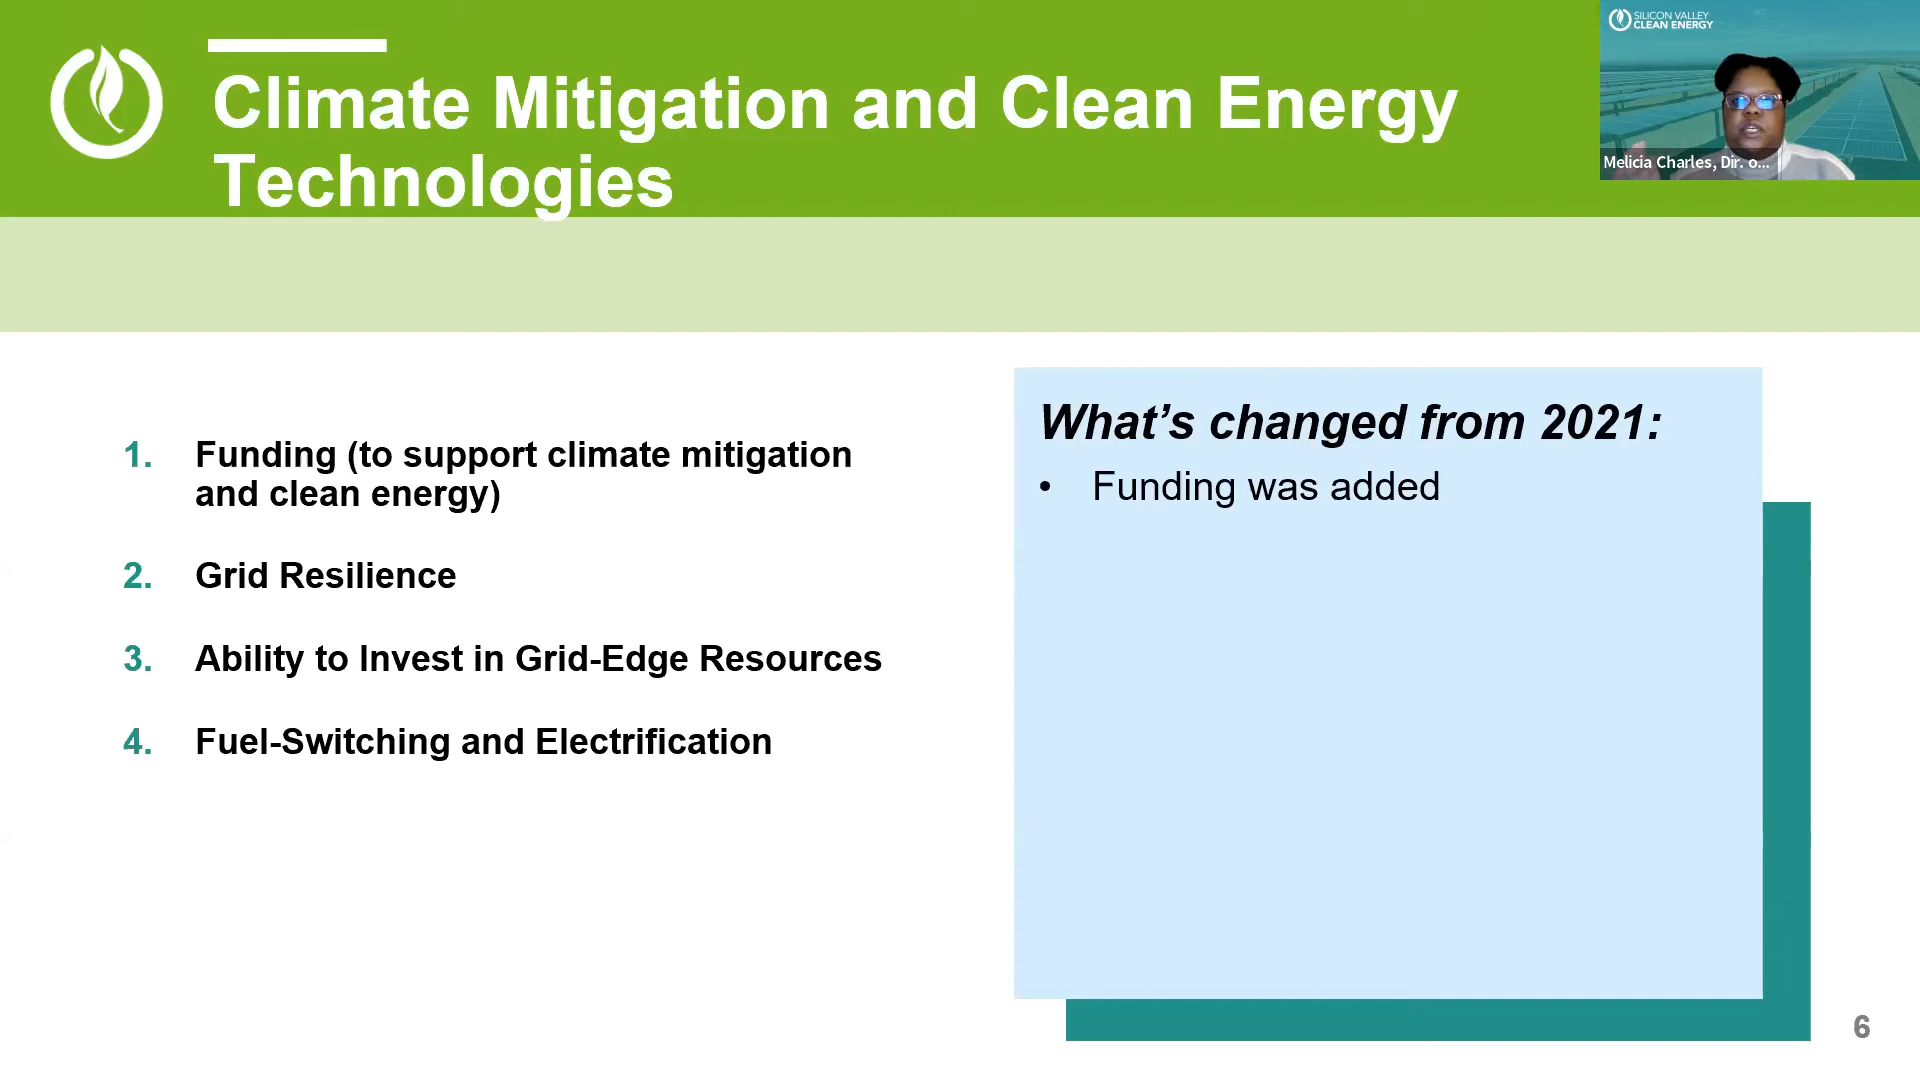 Climate Mitigation and Clean Energy
Technologies
SILICON VALLEY
CLEAN ENERGY
Melicia Charles, Dir. o...
1. Funding (to support climate mitigation
and clean energy)
2. Grid Resilience
3. Ability to Invest in Grid-Edge Resources
4. Fuel-Switching and Electrification
What’s changed from 2021:
• Funding was added
6